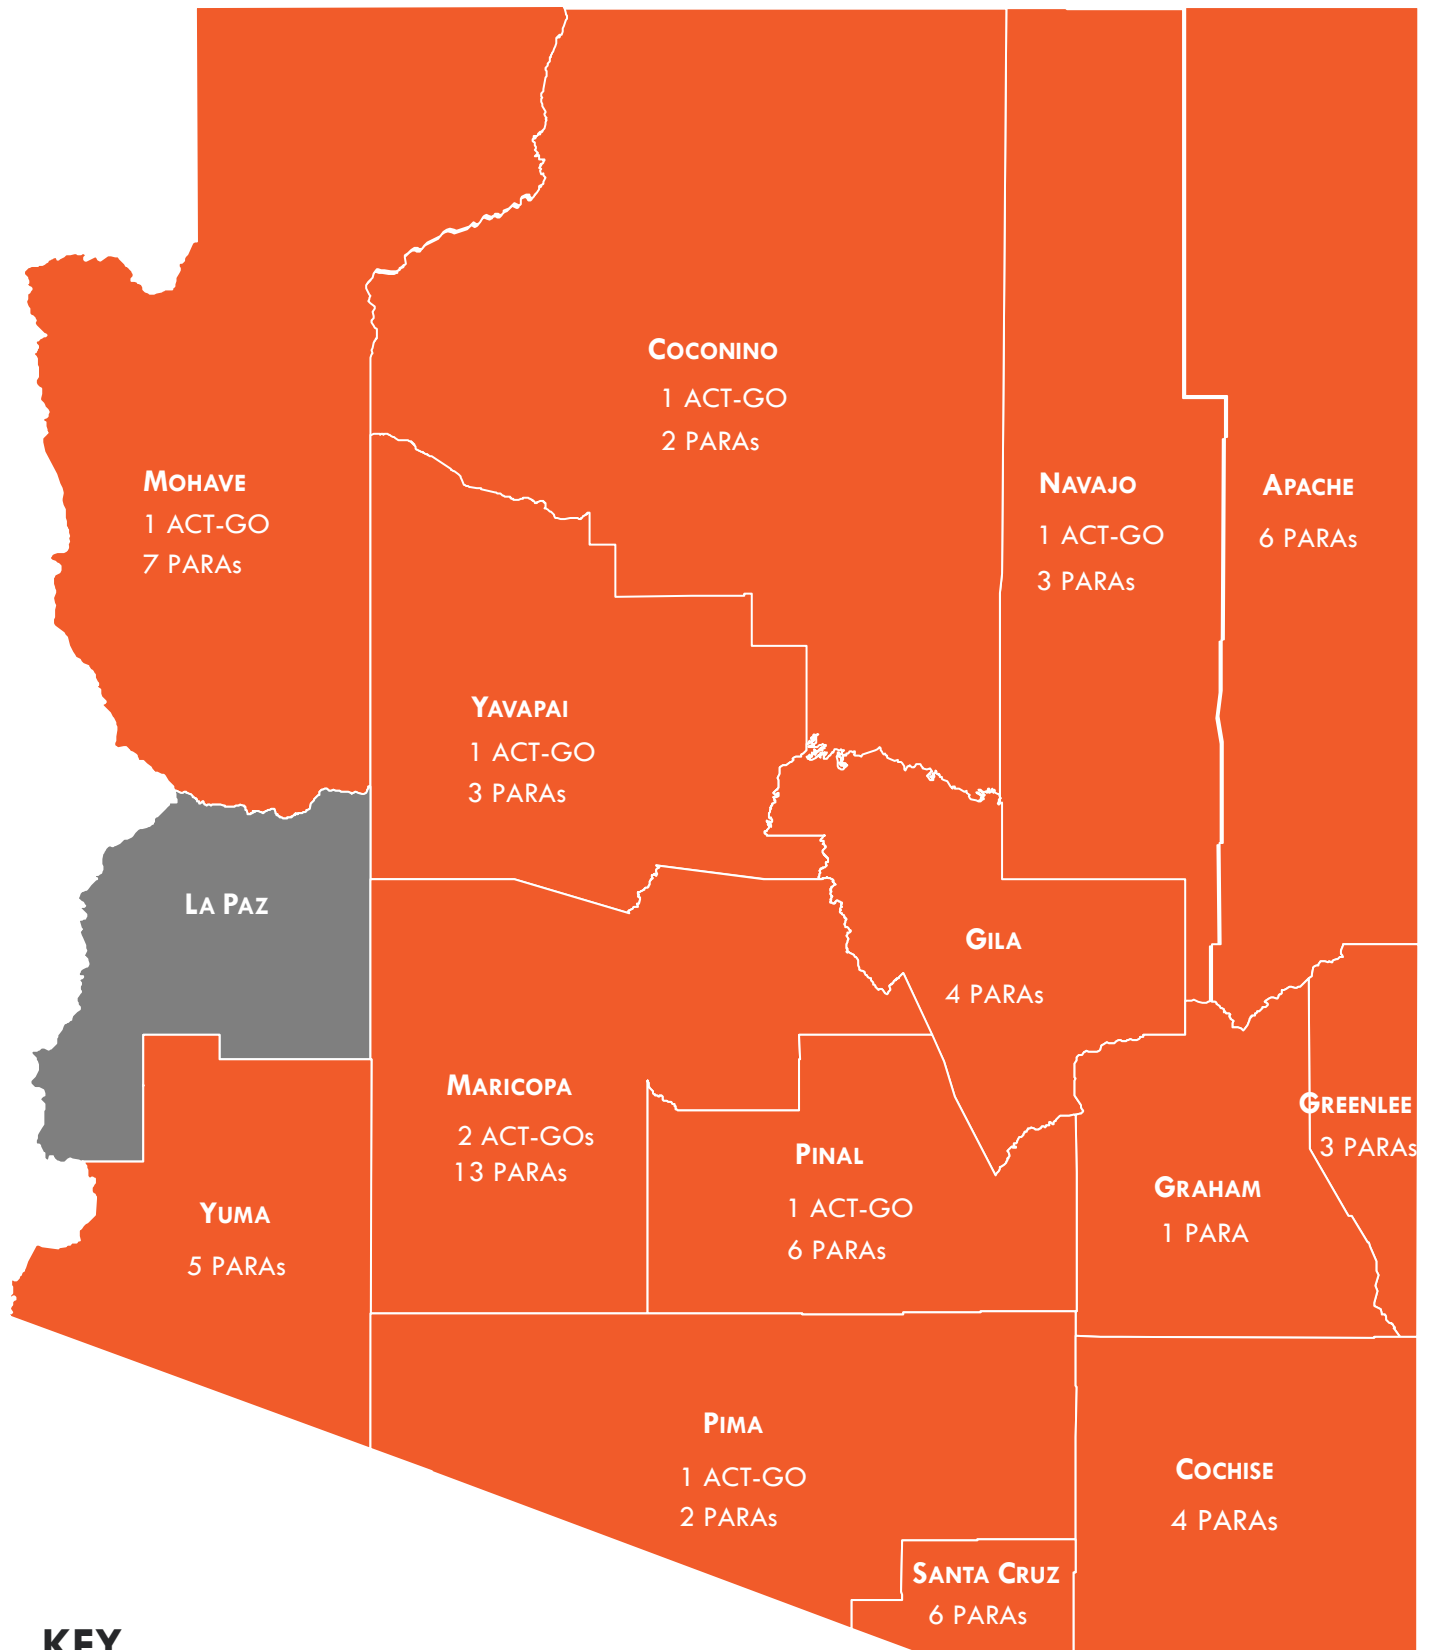 COCONINO
1 ACT-GO
2 PARAs
MOHAVE
1 ACT-GO
7 PARAs
NAVAJO
1 ACT-GO
3 PARAs
APACHE
6 PARAs
YAVAPAI
1 ACT-GO
3 PARAs
LA PAZ
GILA
4 PARAs
MARICOPA
2 ACT-GOs
13 PARAs
PINAL
1 ACT-GO
6 PARAs
GREENLEE
3 PARAs
GRAHAM
1 PARA
YUMA
5 PARAs
PIMA
1 ACT-GO
2 PARAs
COCHISE
4 PARAs
SANTA CRUZ
6 PARAs
KEY